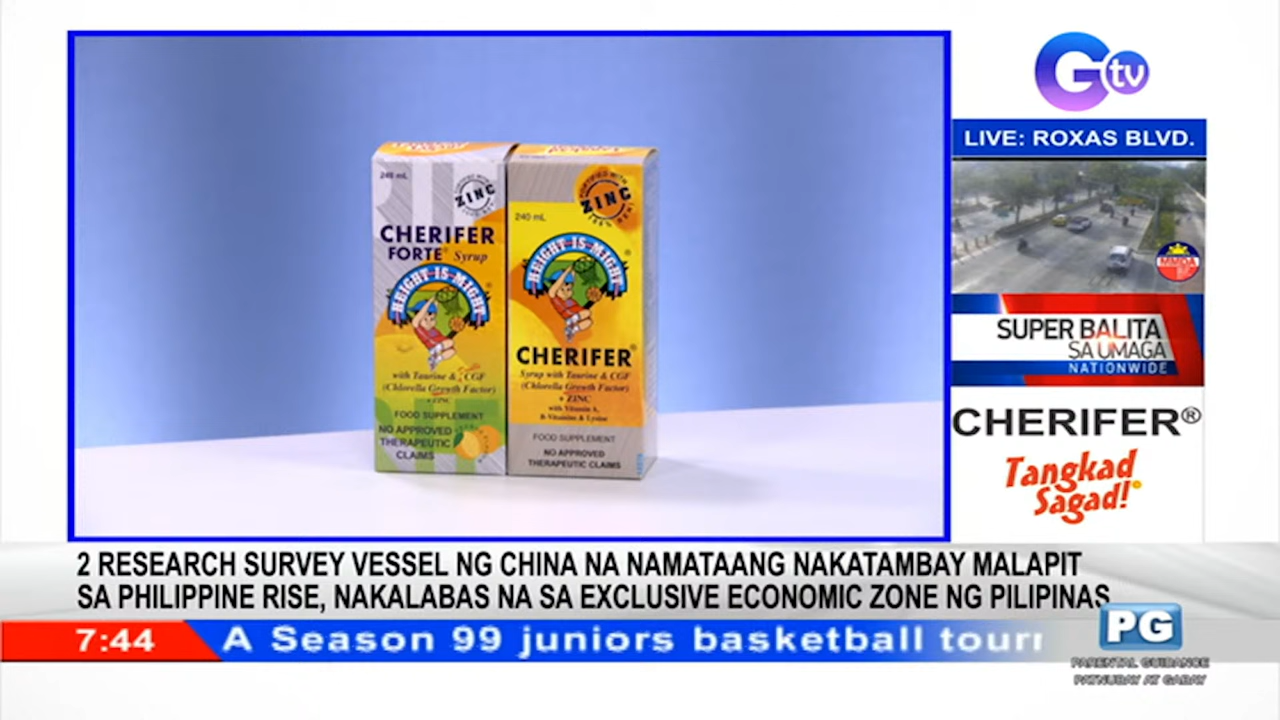 Gtv
LIVE: ROXAS BLVD.
MMDA
SUPER BALITA
SA UMAGA
NATIONWIDE
CHERIFER®
Tangkad
Sagad!
240 mL
ZINC
CHERIFER
FORTE® Syrup
HEIGHT IS MIGHT
with Taurine & CGF
(Chlorella Growth Factor)
+ ZINC
FOOD SUPPLEMENT
NO APPROVED
THERAPEUTIC
CLAIMS
240 mL
FORTIFIED WITH
ZINC
HEIGHT IS MIGHT
CHERIFER®
Syrup with Taurine & CGF
(Chlorella Growth Factor)
+ ZINC
with Vitamin A,
B-Vitamins & Lysine
FOOD SUPPLEMENT
NO APPROVED
THERAPEUTIC CLAIMS
2 RESEARCH SURVEY VESSEL NG CHINA NA NAMATAANG NAKATAMBAY MALAPIT
SA PHILIPPINE RISE, NAKALABAS NA SA EXCLUSIVE ECONOMIC ZONE NG PILIPINAS
7:44
A Season 99 juniors basketball tourn
PG
PARENTAL GUIDANCE
PATNUBAY AT GABAY